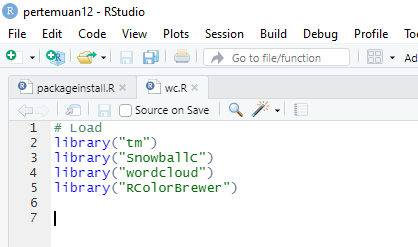 pertemuan12 - RStudio
File Edit Code View Plots Session Build Debug Profile Too
Go to file/function Ad
packageinstall.R wc.R
Source on Save
1 # Load
2 library("tm")
3 library("SnowballC")
4 library("wordcloud")
5 library("RColorBrewer")
6
7